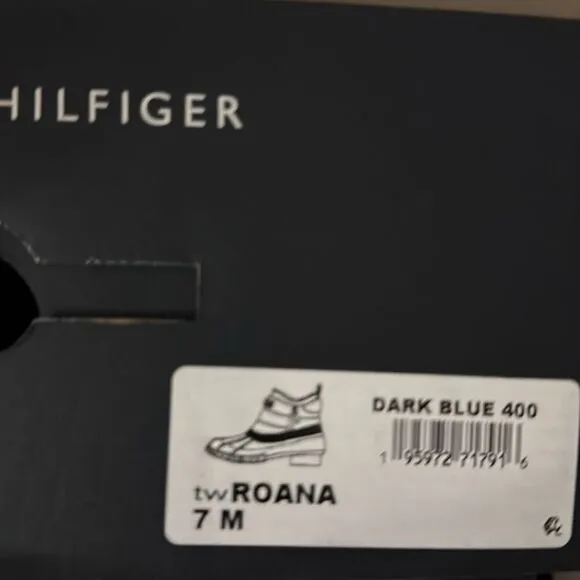 HILFIGER
DARK BLUE 400
1 95972 71791 6
twROANA
7 M